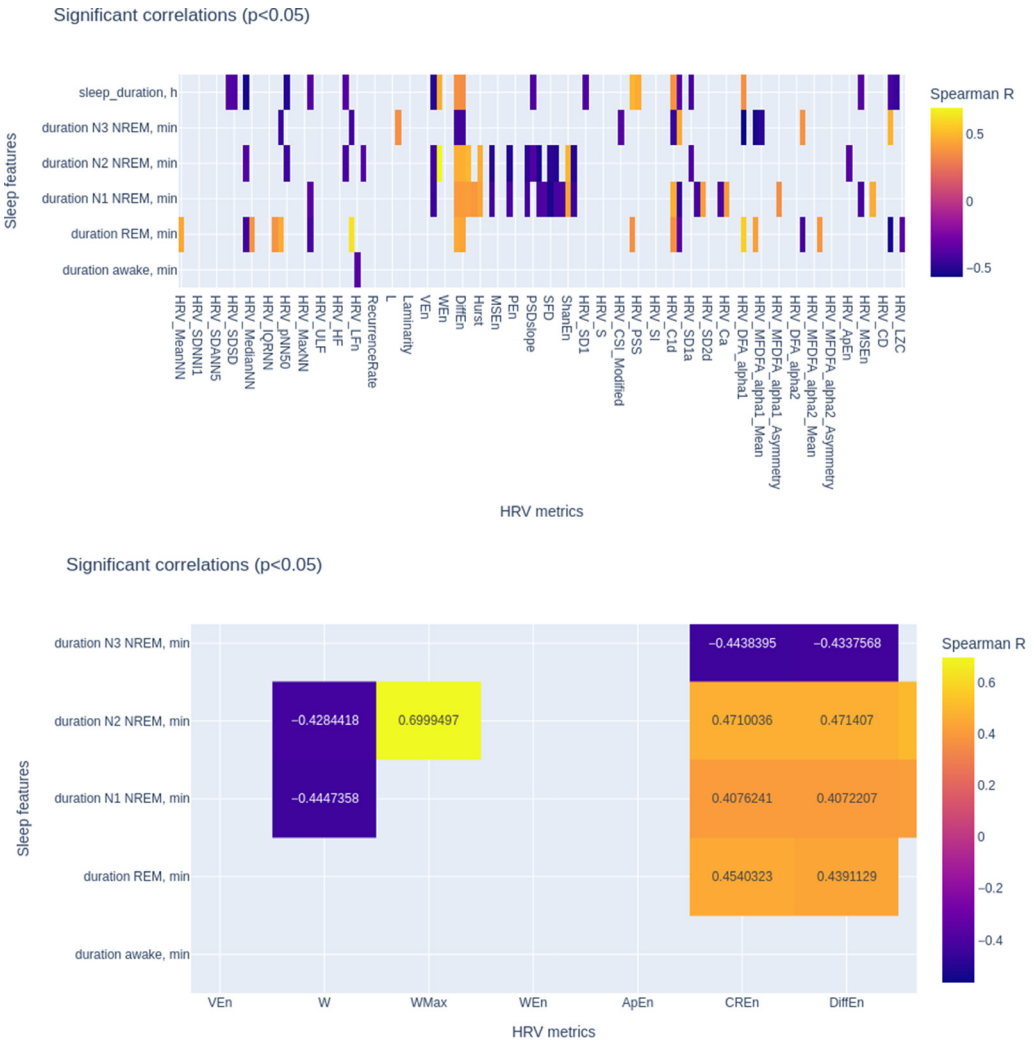 Significant correlations (p<0.05)
Spearman R
0.5
0
−0.5
Sleep features
sleep_duration, h
duration N3 NREM, min
duration N2 NREM, min
duration N1 NREM, min
duration REM, min
duration awake, min
HRV_MeanNN
HRV_SDNNI1
HRV_SDANN5
HRV_SDSD
HRV_MedianNN
HRV_IQRNN
HRV_pNN50
HRV_MaxNN
HRV_ULF
HRV_HF
HRV_LFn
RecurrenceRate
L
Laminarity
VEn
WEn
DiffEn
Hurst
MSEn
PEn
PSDslope
SFD
ShanEn
HRV_SD1
HRV_S
HRV_CSI_Modified
HRV_PSS
HRV_SI
HRV_C1d
HRV_SD1a
HRV_SD2d
HRV_Ca
HRV_DFA_alpha1
HRV_MFDFA_alpha1_Mean
HRV_MFDFA_alpha1_Asymmetry
HRV_DFA_alpha2
HRV_MFDFA_alpha2_Mean
HRV_MFDFA_alpha2_Asymmetry
HRV_ApEn
HRV_MSEn
HRV_CD
HRV_LZC
HRV metrics
Significant correlations (p<0.05)
Spearman R
0.6
0.4
0.2
0
−0.2
−0.4
Sleep features
duration N3 NREM, min
−0.4438395
−0.4337568
duration N2 NREM, min
−0.4284418
0.6999497
0.4710036
0.471407
duration N1 NREM, min
−0.4447358
0.4076241
0.4072207
duration REM, min
0.4540323
0.4391129
duration awake, min
VEn
W
WMax
WEn
ApEn
CREn
DiffEn
HRV metrics